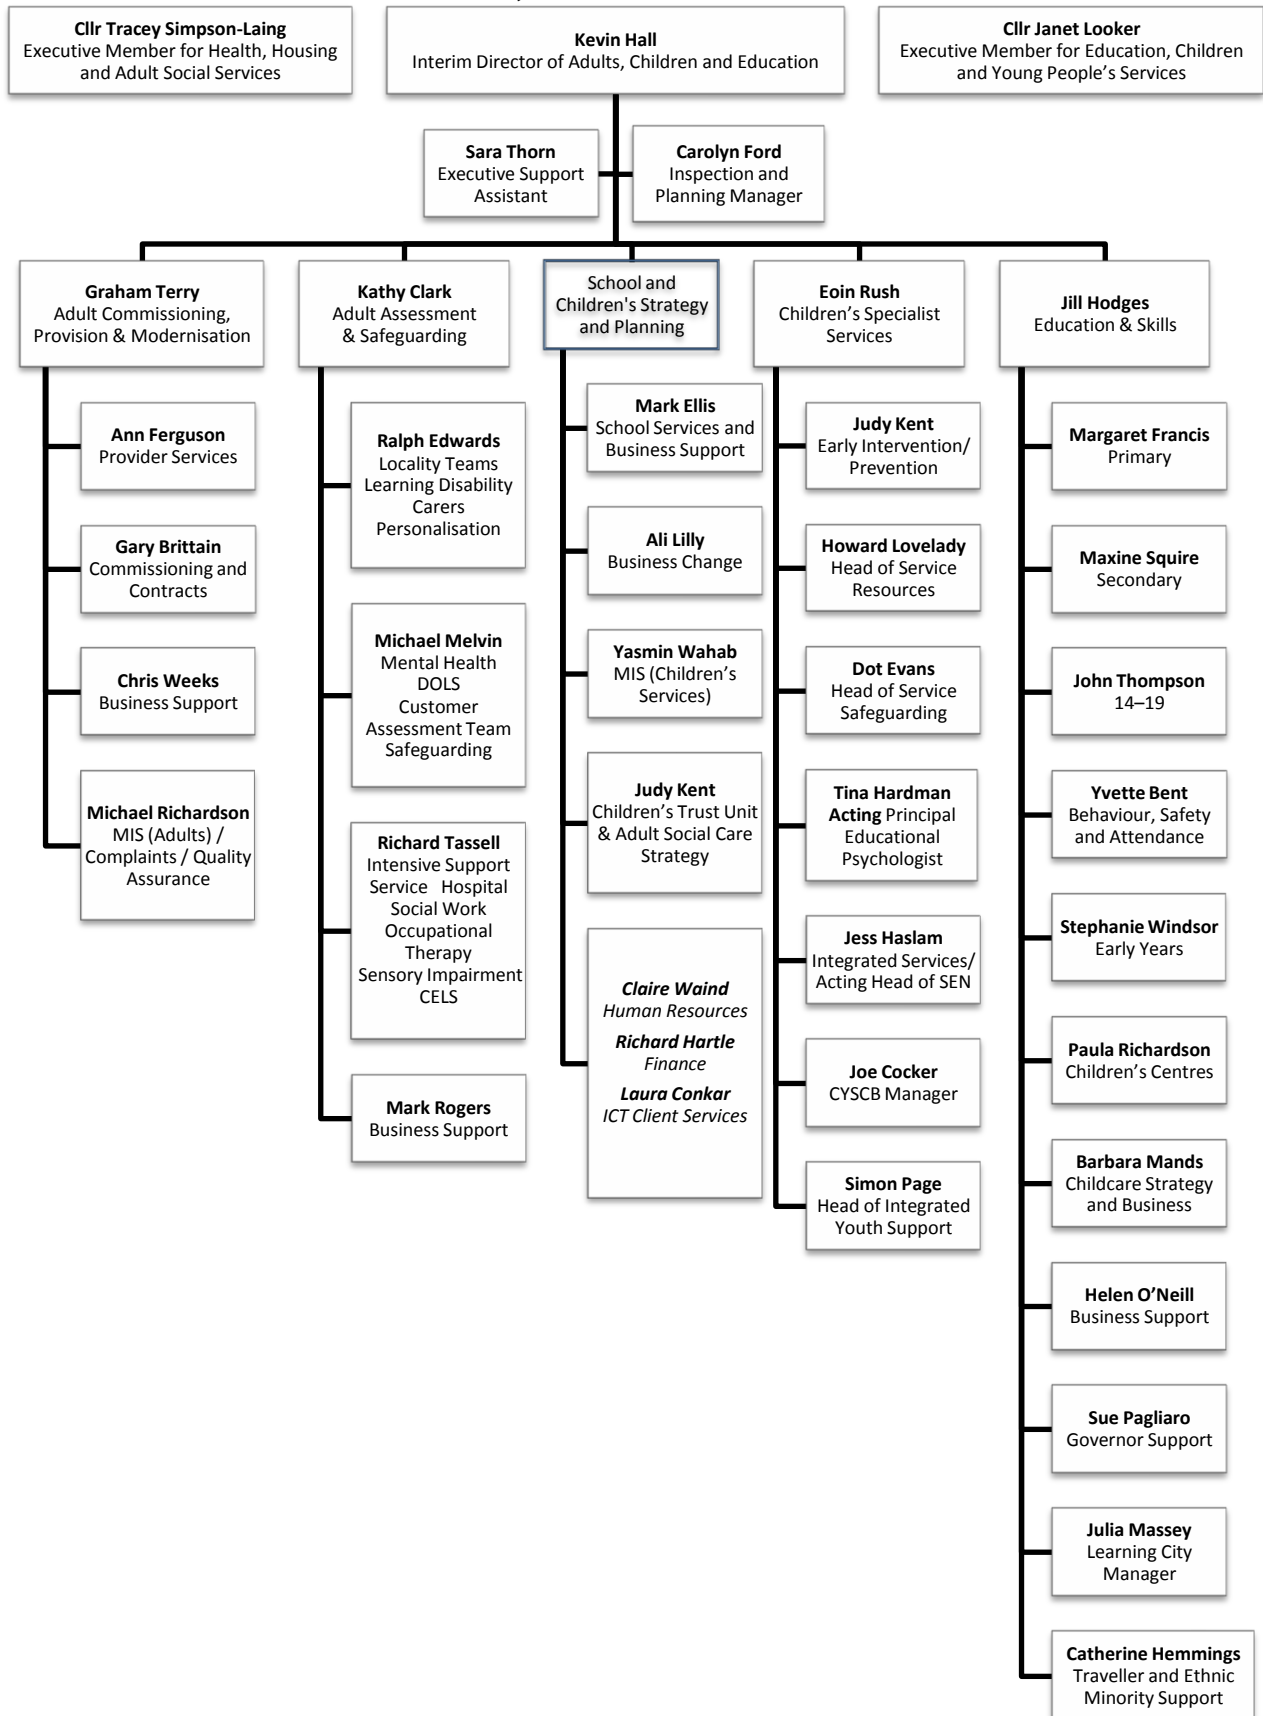 Cllr Tracey Simpson-Laing
Executive Member for Health, Housing
and Adult Social Services
Kevin Hall
Interim Director of Adults, Children and Education
Cllr Janet Looker
Executive Member for Education, Children
and Young People’s Services
Sara Thorn
Executive Support
Assistant
Carolyn Ford
Inspection and
Planning Manager
Graham Terry
Adult Commissioning,
Provision & Modernisation
Kathy Clark
Adult Assessment
& Safeguarding
School and
Children's Strategy
and Planning
Eoin Rush
Children’s Specialist
Services
Jill Hodges
Education & Skills
Ann Ferguson
Provider Services
Gary Brittain
Commissioning and
Contracts
Chris Weeks
Business Support
Michael Richardson
MIS (Adults) /
Complaints / Quality
Assurance
Ralph Edwards
Locality Teams
Learning Disability
Carers
Personalisation
Michael Melvin
Mental Health
DOLS
Customer
Assessment Team
Safeguarding
Richard Tassell
Intensive Support
Service Hospital
Social Work
Occupational
Therapy
Sensory Impairment
CELS
Mark Rogers
Business Support
Mark Ellis
School Services and
Business Support
Ali Lilly
Business Change
Yasmin Wahab
MIS (Children’s
Services)
Judy Kent
Children’s Trust Unit
& Adult Social Care
Strategy
Claire Waind
Human Resources
Richard Hartle
Finance
Laura Conkar
ICT Client Services
Judy Kent
Early Intervention/
Prevention
Howard Lovelady
Head of Service
Resources
Dot Evans
Head of Service
Safeguarding
Tina Hardman
Acting Principal
Educational
Psychologist
Jess Haslam
Integrated Services/
Acting Head of SEN
Joe Cocker
CYSCB Manager
Simon Page
Head of Integrated
Youth Support
Margaret Francis
Primary
Maxine Squire
Secondary
John Thompson
14–19
Yvette Bent
Behaviour, Safety
and Attendance
Stephanie Windsor
Early Years
Paula Richardson
Children’s Centres
Barbara Mands
Childcare Strategy
and Business
Helen O’Neill
Business Support
Sue Pagliaro
Governor Support
Julia Massey
Learning City
Manager
Catherine Hemmings
Traveller and Ethnic
Minority Support